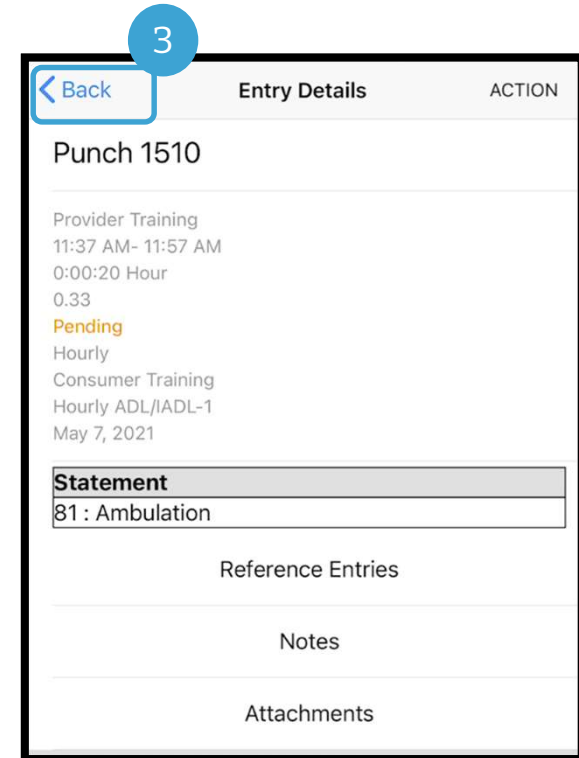 3
Back Entry Details ACTION
Punch 1510
Provider Training
11:37 AM- 11:57 AM
0:00:20 Hour
0.33
Pending
Hourly
Consumer Training
Hourly ADL/IADL-1
May 7, 2021
Statement
81 : Ambulation
Reference Entries
Notes
Attachments